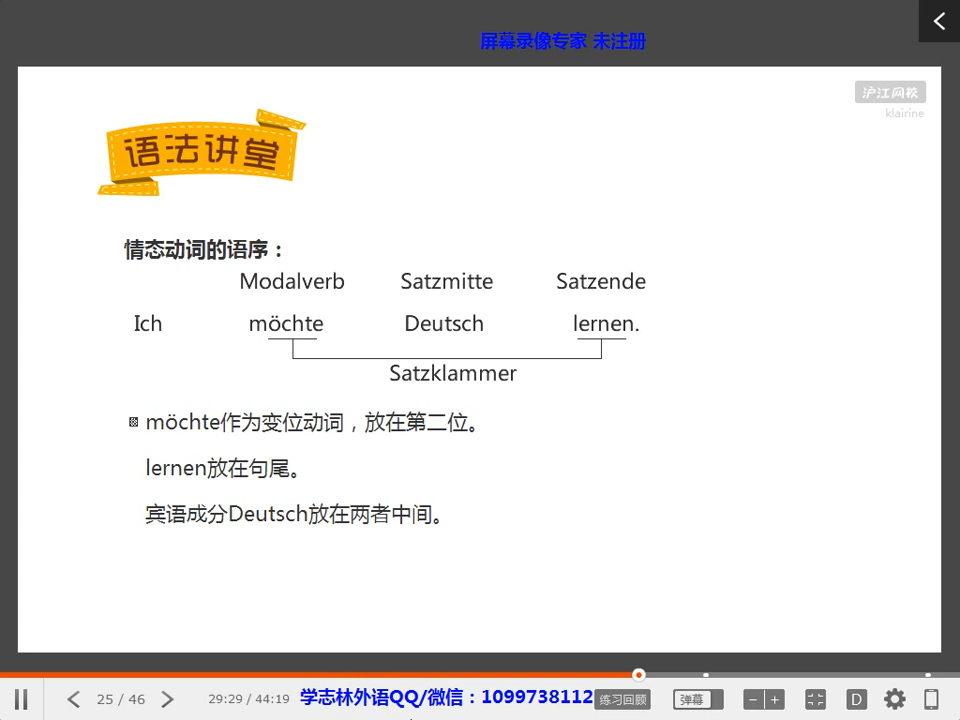 屏幕录像专家 未注册
沪江网校
klairine
语法讲堂
情态动词的语序：
Modalverb Satzmitte Satzende
Ich möchte Deutsch lernen.
Satzklammer
möchte作为变位动词，放在第二位。
lernen放在句尾。
宾语成分Deutsch放在两者中间。
25 / 46 29:29 / 44:19 学志林外语QQ/微信：1099738112 练习回顾 弹幕 D